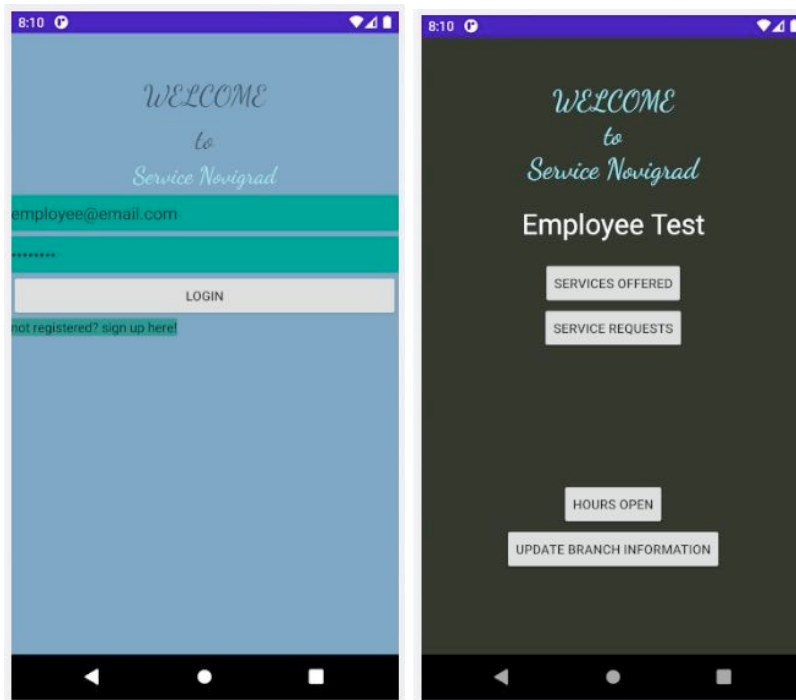 8:10
WELCOME
to
Service Novigrad
employee@email.com
••••••••
LOGIN
not registered? sign up here!
8:10
WELCOME
to
Service Novigrad
Employee Test
SERVICES OFFERED
SERVICE REQUESTS
HOURS OPEN
UPDATE BRANCH INFORMATION